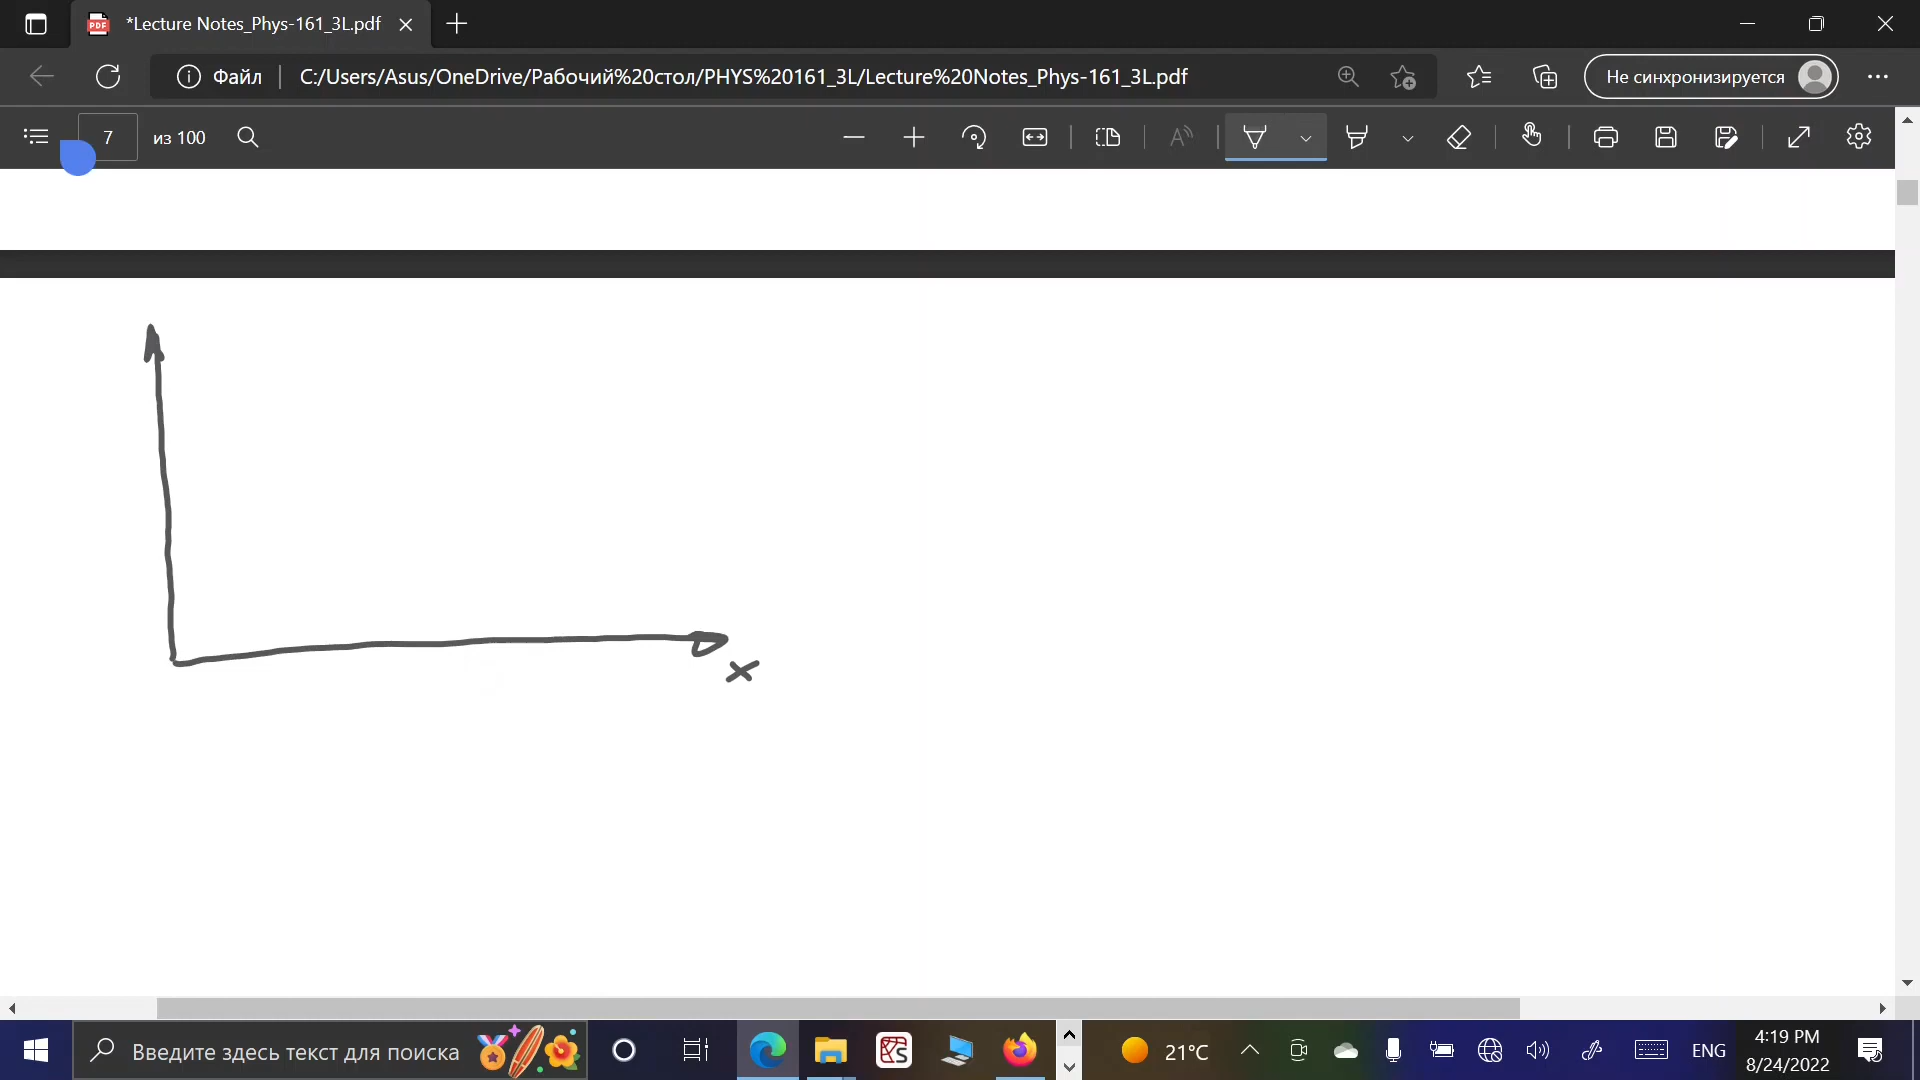 *Lecture Notes_Phys-161_3L.pdf
Файл
C:/Users/Asus/OneDrive/Рабочий%20стол/PHYS%20161_3L/Lecture%20Notes_Phys-161_3L.pdf
Не синхронизируется
7 из 100
x
Введите здесь текст для поиска
21°C
ENG
4:19 PM
8/24/2022